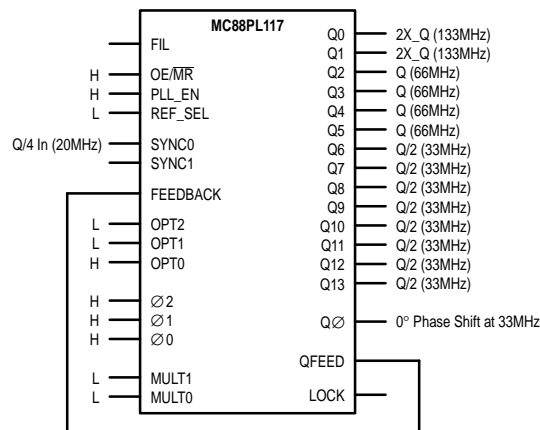 MC88PL117
FIL
H OE/MR
H PLL_EN
L REF_SEL
Q/4 In (20MHz) SYNC0
SYNC1
FEEDBACK
L OPT2
L OPT1
H OPT0
H ∅2
H ∅1
H ∅0
L MULT1
L MULT0
Q0 2X_Q (133MHz)
Q1 2X_Q (133MHz)
Q2 Q (66MHz)
Q3 Q (66MHz)
Q4 Q (66MHz)
Q5 Q (66MHz)
Q6 Q/2 (33MHz)
Q7 Q/2 (33MHz)
Q8 Q/2 (33MHz)
Q9 Q/2 (33MHz)
Q10 Q/2 (33MHz)
Q11 Q/2 (33MHz)
Q12 Q/2 (33MHz)
Q13 Q/2 (33MHz)
Q∅ 0° Phase Shift at 33MHz
QFEED
LOCK